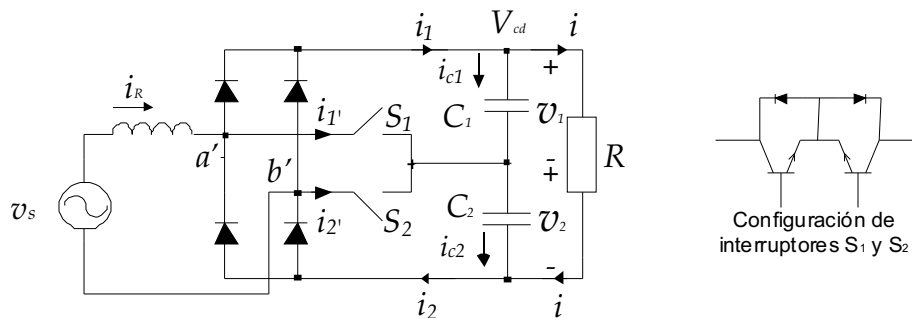 i1 Vcd i
iR ic1 +
i1' S1 C1 v1
a' - R
b' +
vs i2' S2 C2 v2
ic2
-
i2 i
Configuración de
interruptores S1 y S2